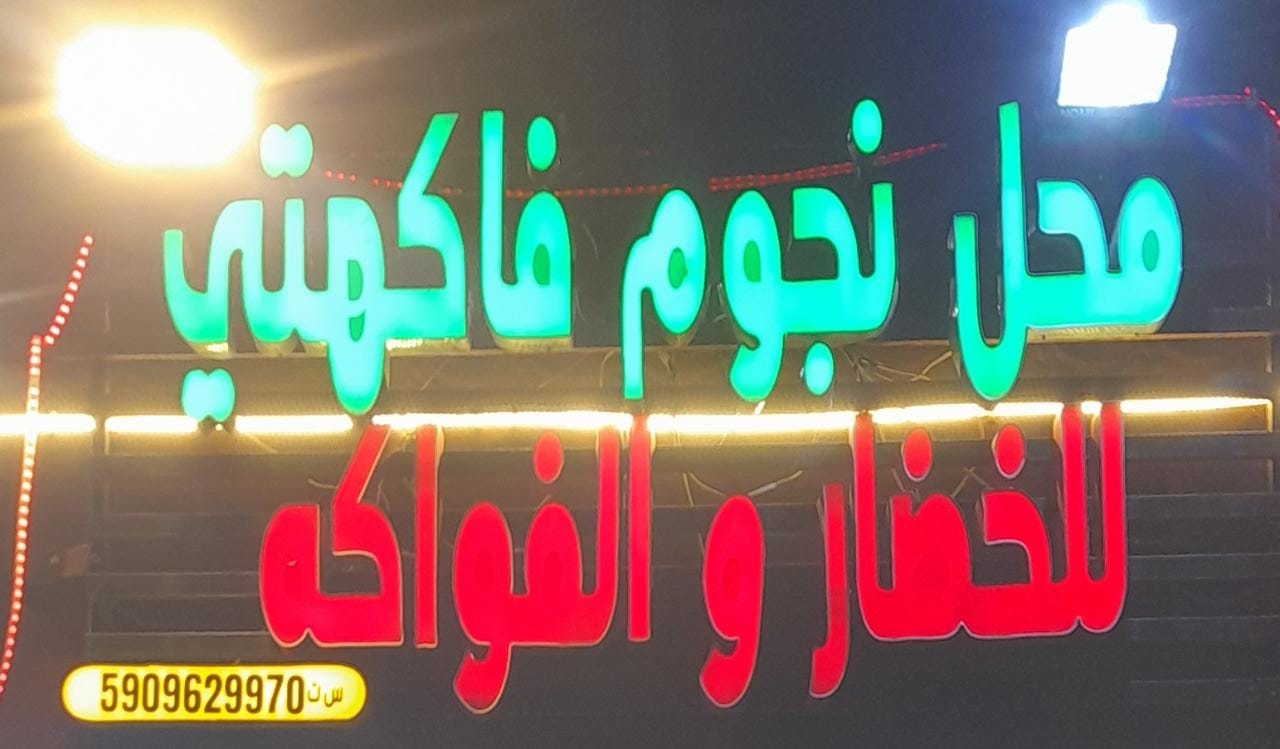 محل نجوم فاكهتي
للخضار و الفواكه
س ت 5909629970